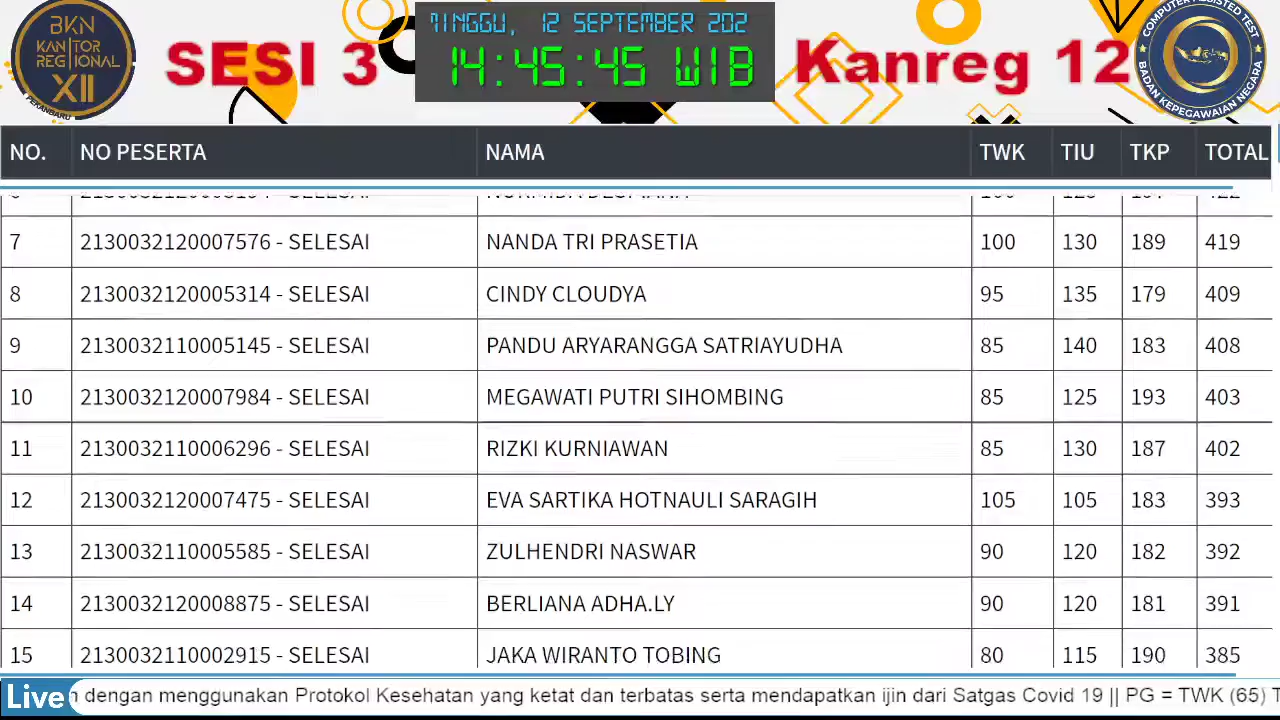 BKN
KANTOR
REGIONAL
XII
PEKANBARU
SESI 3
MINGGU, 12 SEPTEMBER 202
14:45:45 WIB
Kanreg 12
COMPUTER ASSISTED TEST
BADAN KEPEGAWAIAN NEGARA
NO. NO PESERTA NAMA TWK TIU TKP TOTAL
7 2130032120007576 - SELESAI NANDA TRI PRASETIA 100 130 189 419
8 2130032120005314 - SELESAI CINDY CLOUDYA 95 135 179 409
9 2130032110005145 - SELESAI PANDU ARYARANGGA SATRIAYUDHA 85 140 183 408
10 2130032120007984 - SELESAI MEGAWATI PUTRI SIHOMBING 85 125 193 403
11 2130032110006296 - SELESAI RIZKI KURNIAWAN 85 130 187 402
12 2130032120007475 - SELESAI EVA SARTIKA HOTNAULI SARAGIH 105 105 183 393
13 2130032110005585 - SELESAI ZULHENDRI NASWAR 90 120 182 392
14 2130032120008875 - SELESAI BERLIANA ADHA.LY 90 120 181 391
15 2130032110002915 - SELESAI JAKA WIRANTO TOBING 80 115 190 385
Live dengan menggunakan Protokol Kesehatan yang ketat dan terbatas serta mendapatkan ijin dari Satgas Covid 19 || PG = TWK (65) T